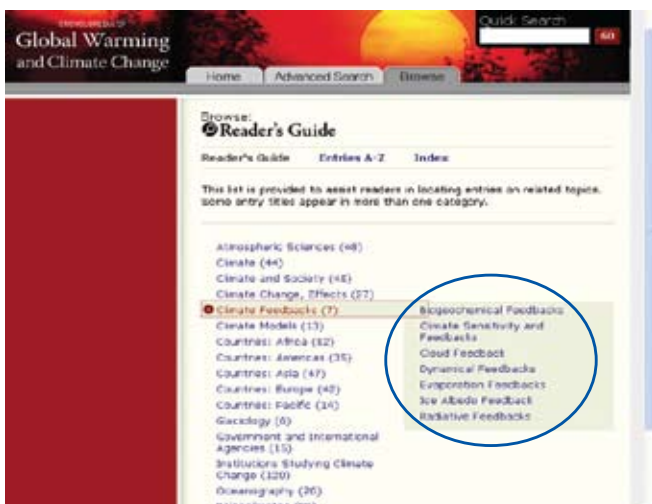 ENCYCLOPEDIA OF
Global Warming
and Climate Change
Quick Search
GO
Home
Advanced Search
Browse
Browse:
Reader's Guide
Reader's Guide
Entries A-Z
Index
This list is provided to assist readers in locating entries on related topics.
Some entry titles appear in more than one category.
Atmospheric Sciences (48)
Climate (44)
Climate and Society (45)
Climate Change, Effects (27)
Climate Feedbacks (7)
Climate Models (13)
Countries: Africa (52)
Countries: Americas (35)
Countries: Asia (47)
Countries: Europe (42)
Countries: Pacific (14)
Glaciology (6)
Government and International
Agencies (15)
Institutions Studying Climate
Change (120)
Oceanography (26)
Biogeochemical Feedbacks
Climate Sensitivity and
Feedbacks
Cloud Feedback
Dynamical Feedbacks
Evaporation Feedbacks
Ice Albedo Feedback
Radiative Feedbacks